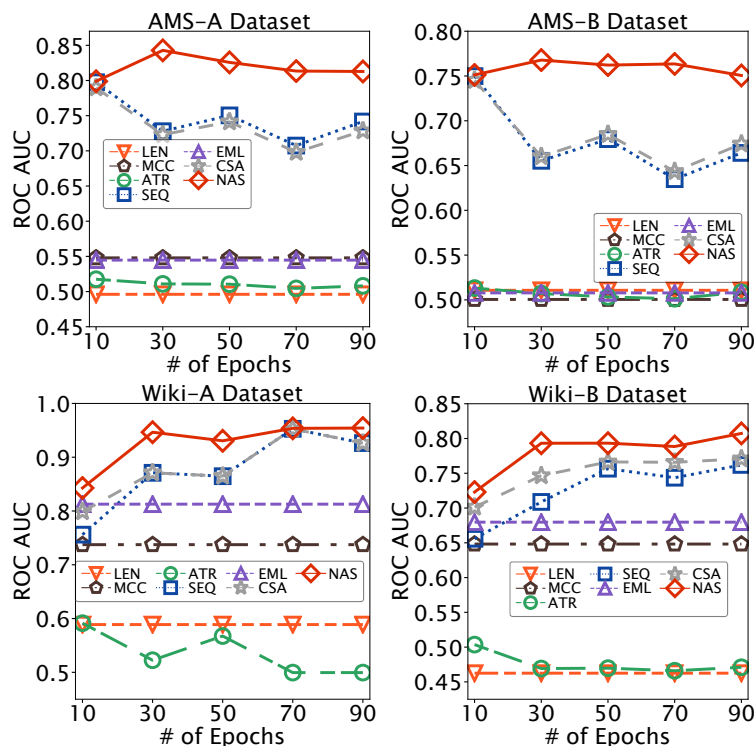 AMS-A Dataset
ROC AUC
0.85
0.80
0.75
0.70
0.65
0.60
0.55
0.50
0.45
LEN EML
MCC CSA
ATR NAS
SEQ
10 30 50 70 90
# of Epochs
AMS-B Dataset
ROC AUC
0.80
0.75
0.70
0.65
0.60
0.55
0.50
LEN EML
MCC CSA
ATR NAS
SEQ
10 30 50 70 90
# of Epochs
Wiki-A Dataset
ROC AUC
1.0
0.9
0.8
0.7
0.6
0.5
LEN ATR EML NAS
MCC SEQ CSA
10 30 50 70 90
# of Epochs
Wiki-B Dataset
ROC AUC
0.85
0.80
0.75
0.70
0.65
0.60
0.55
0.50
0.45
LEN SEQ CSA
MCC EML NAS
ATR
10 30 50 70 90
# of Epochs